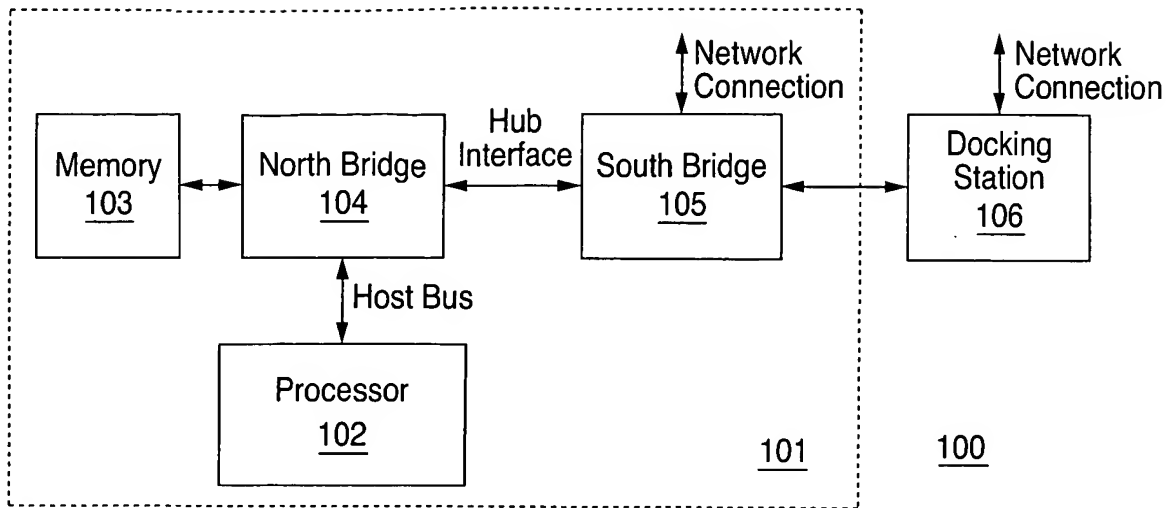 Network
Connection
Network
Connection
Memory
103
North Bridge
104
Hub
Interface
South Bridge
105
Docking
Station
106
Host Bus
Processor
102
101
100